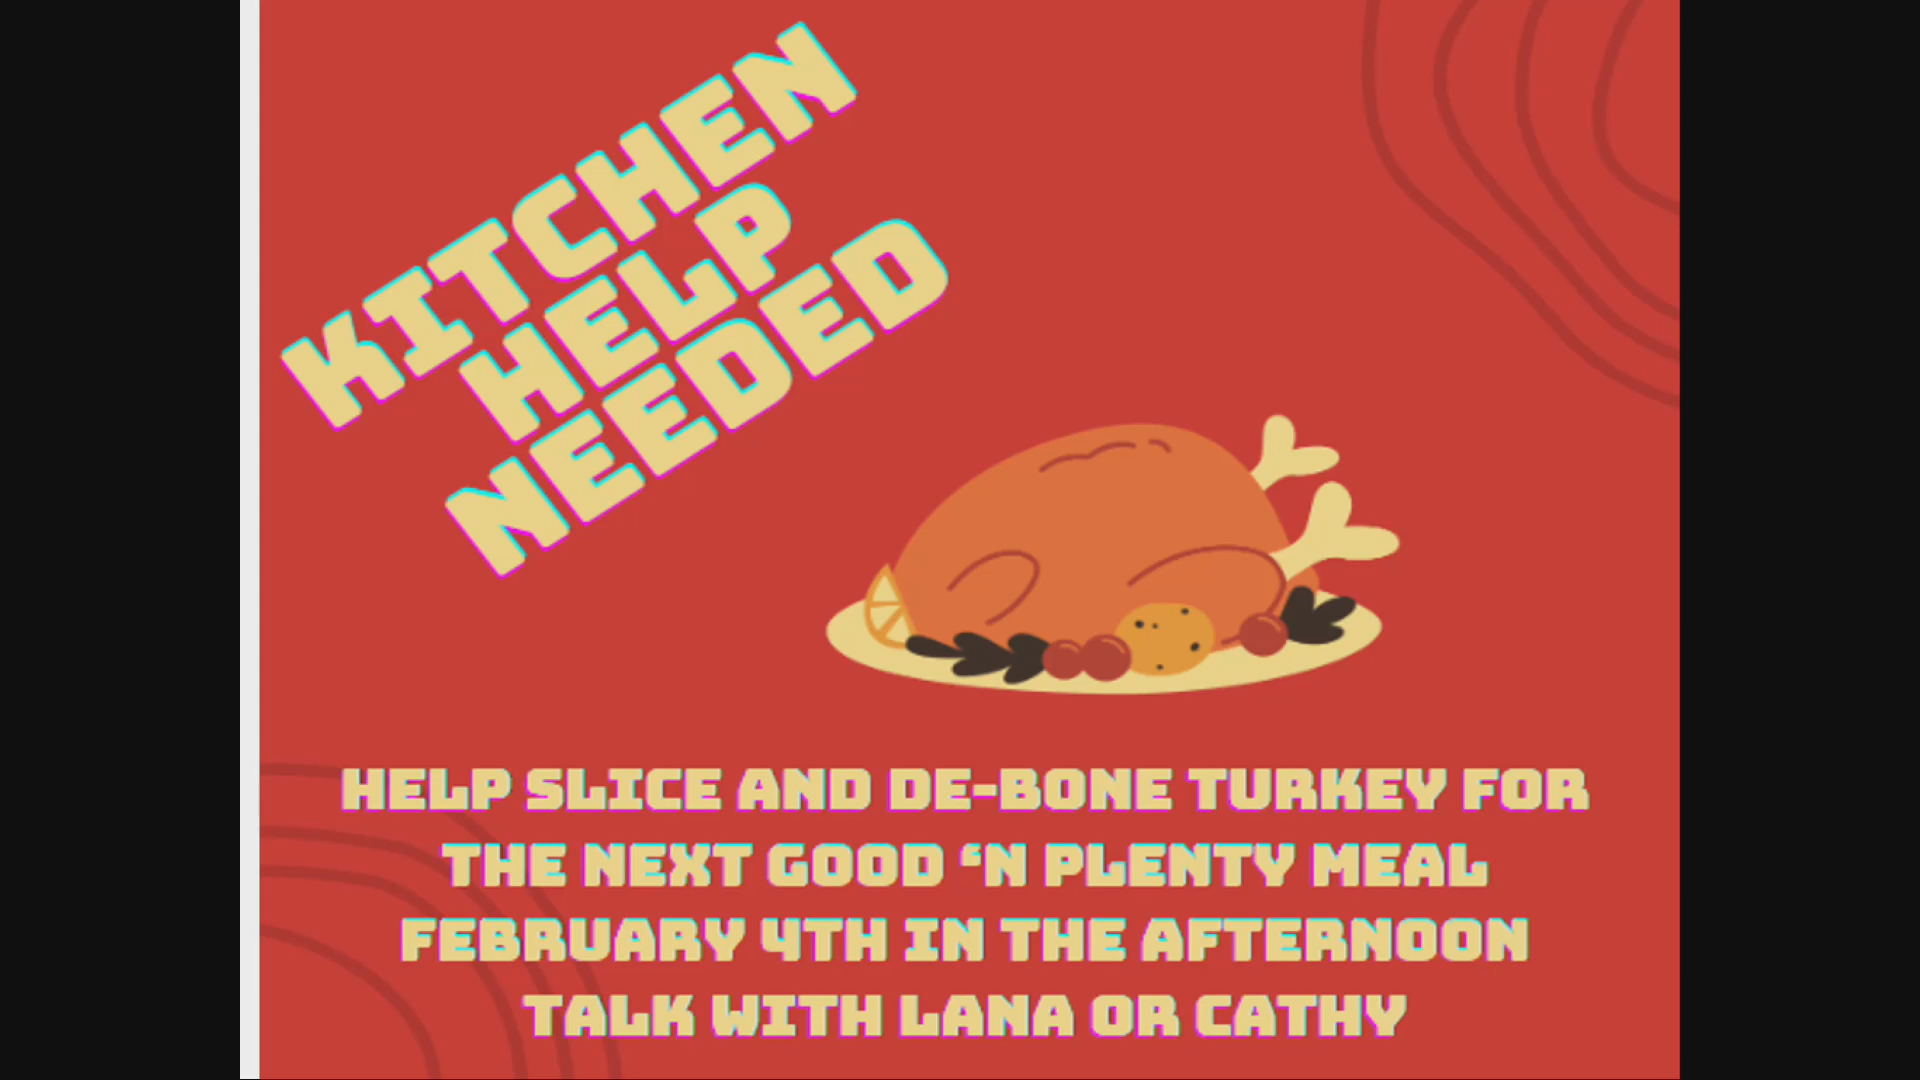 KITCHEN
HELP
NEEDED
HELP SLICE AND DE-BONE TURKEY FOR
THE NEXT GOOD ‘N PLENTY MEAL
FEBRUARY 4TH IN THE AFTERNOON
TALK WITH LANA OR CATHY